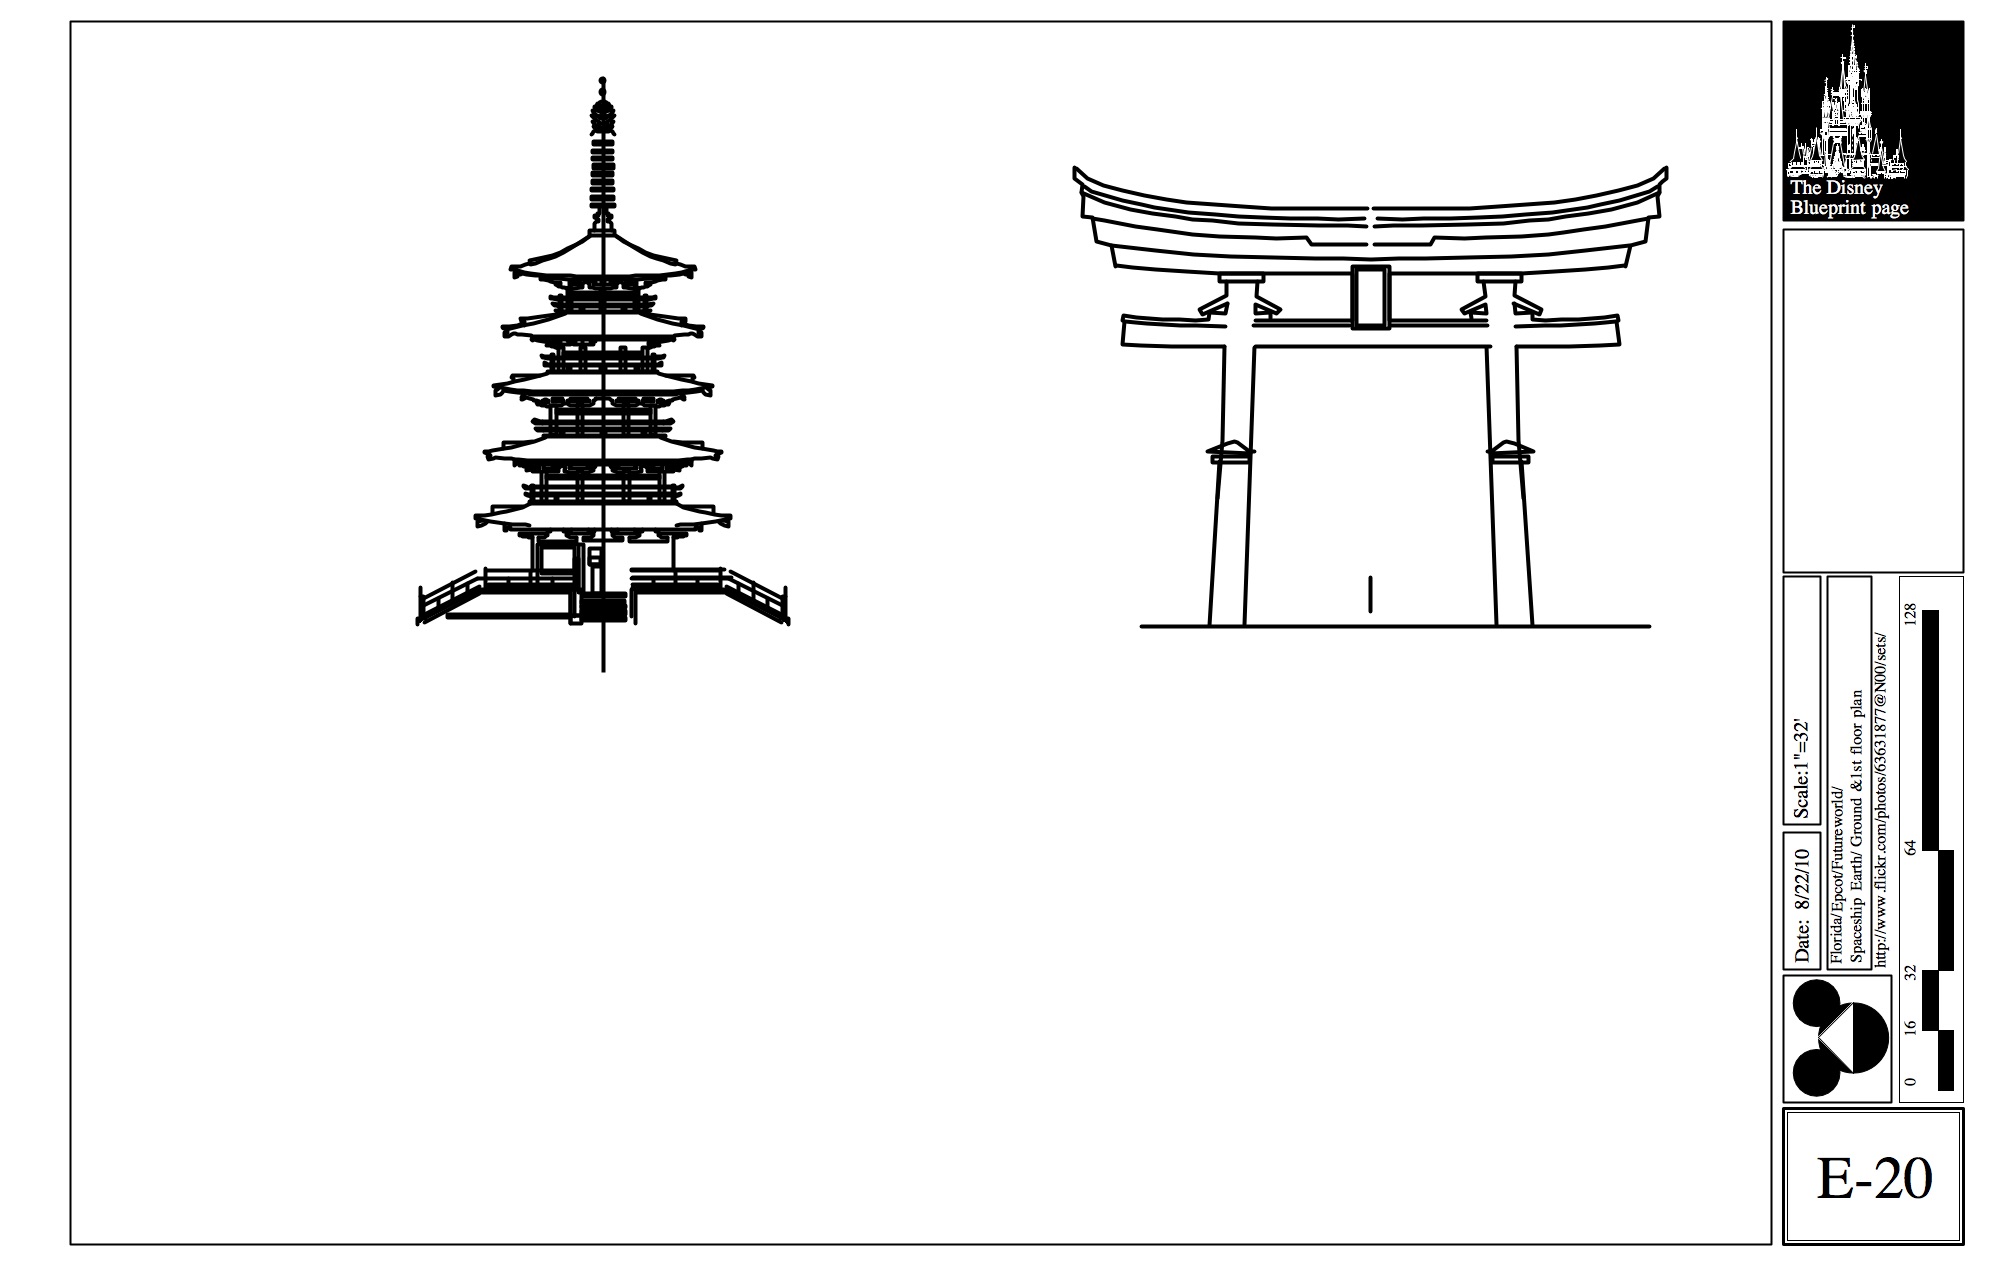 The Disney
Blueprint page
Scale:1"=32'
Date: 8/22/10
Florida/Epcot/Futureworld/
Spaceship Earth/ Ground &1st floor plan
http://www.flickr.com/photos/63631877@N00/sets/
128
64
32
16
0
E-20